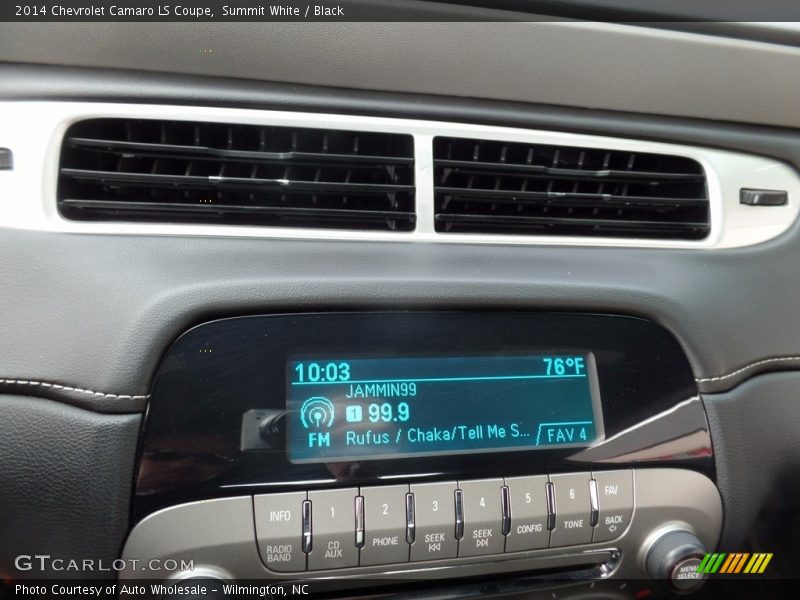 2014 Chevrolet Camaro LS Coupe,  Summit White / Black
10:03 76°F
JAMMIN99
1 99.9
FM Rufus / Chaka/Tell Me S... FAV 4
INFO 1 2 3 4 5 6 FAV
RADIO BAND CD AUX PHONE SEEK SEEK CONFIG TONE BACK
MENU SELECT
GTCARLOT.COM
Photo Courtesy of Auto Wholesale - Wilmington, NC